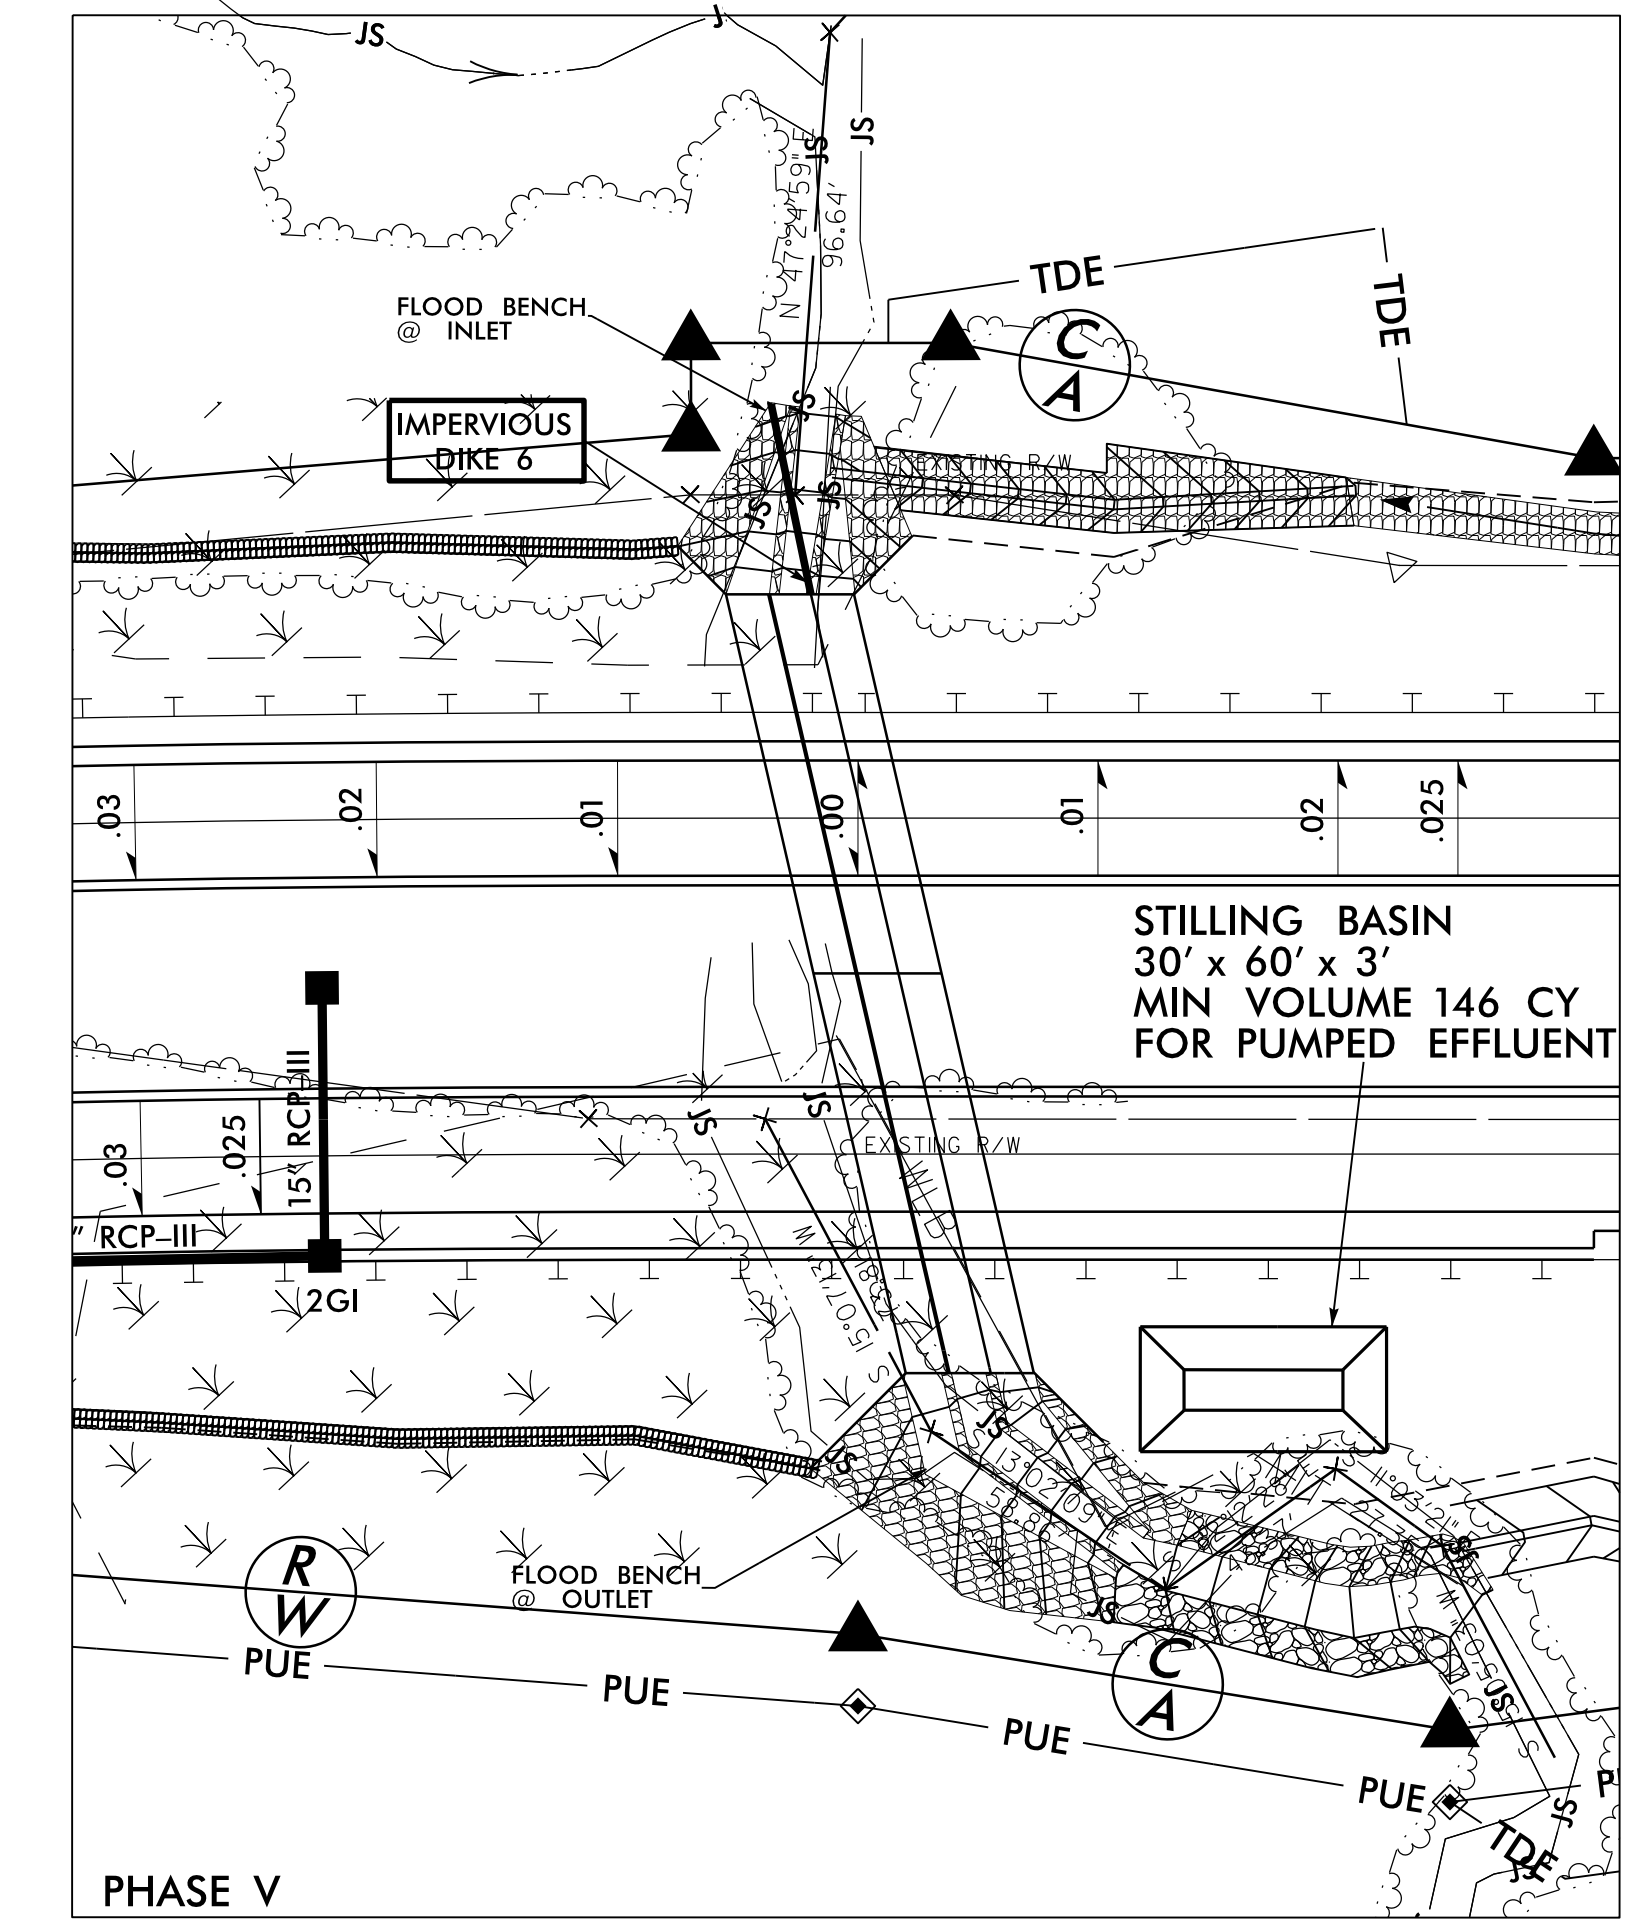 JS
J
JS
JS
N 47°24'59" E
96.64'
TDE
TDE
FLOOD BENCH
@ INLET
C
A
JS
IMPERVIOUS
DIKE 6
EXISTING R/W
JS
JS
.03
.02
.01
.00
.01
.02
.025
STILLING BASIN
30' x 60' x 3'
MIN VOLUME 146 CY
FOR PUMPED EFFLUENT
15" RCP-III
JS
JS
EXISTING R/W
.03
.025
" RCP-III
2GI
JS
JS
FLOOD BENCH
@ OUTLET
R
W
JS
C
A
PUE
PUE
PUE
PUE
JS
JS
TDE
JS
PHASE V